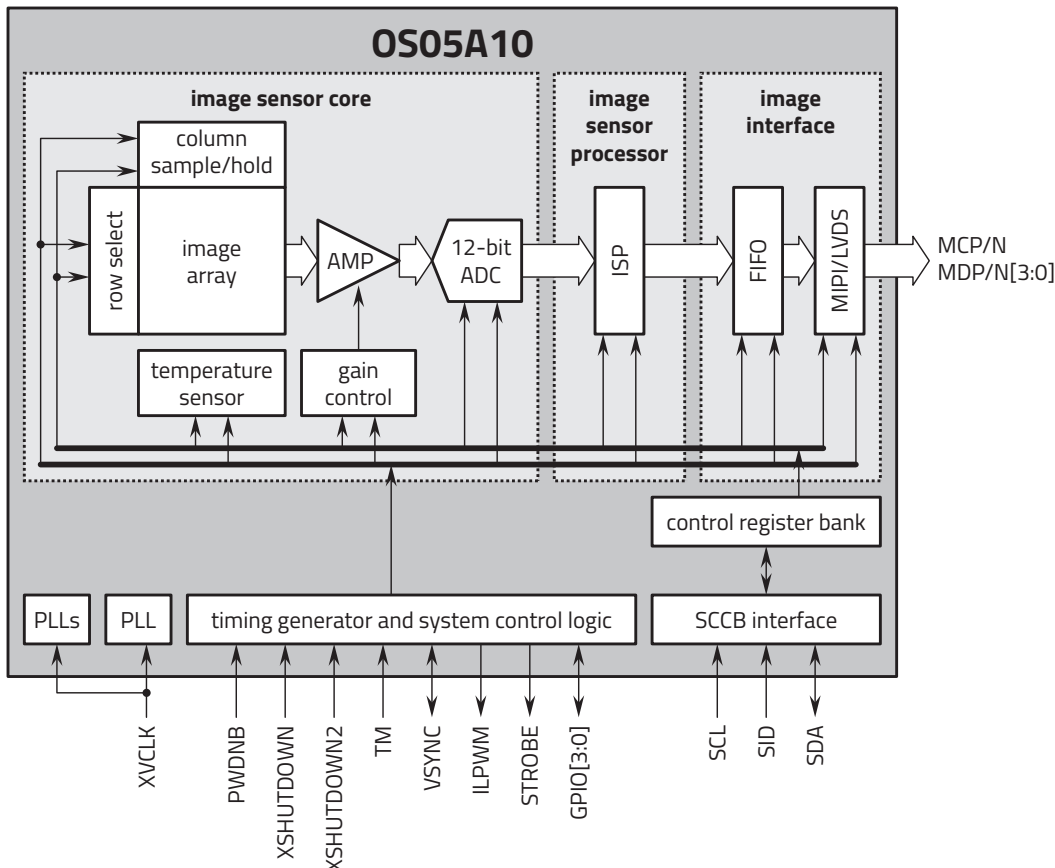 OS05A10
image sensor core
image
sensor
processor
image
interface
column
sample/hold
row select
image
array
AMP
12-bit
ADC
ISP
FIFO
MIPI/LVDS
MCP/N
MDP/N[3:0]
temperature
sensor
gain
control
control register bank
PLLs
PLL
timing generator and system control logic
SCCB interface
XVCLK
PWDNB
XSHUTDOWN
XSHUTDOWN2
TM
VSYNC
ILPWM
STROBE
GPIO[3:0]
SCL
SID
SDA